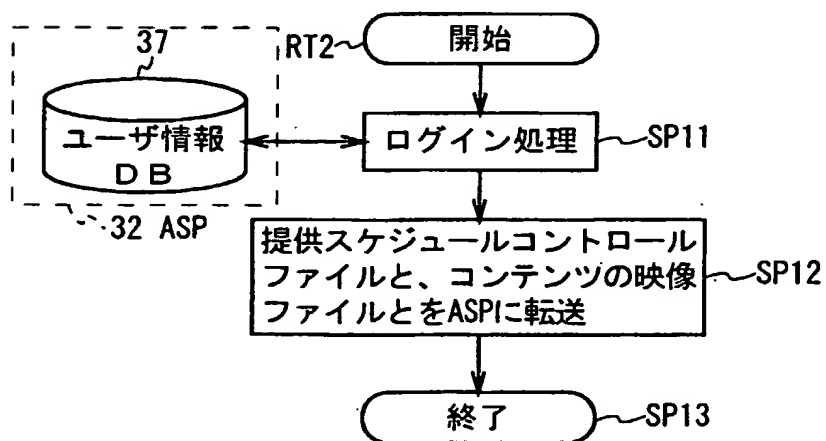 37
RT2
開始
ユーザ情報
DB
ログイン処理
SP11
32 ASP
提供スケジュールコントロール
ファイルと、コンテンツの映像
ファイルとをASPに転送
SP12
終了
SP13